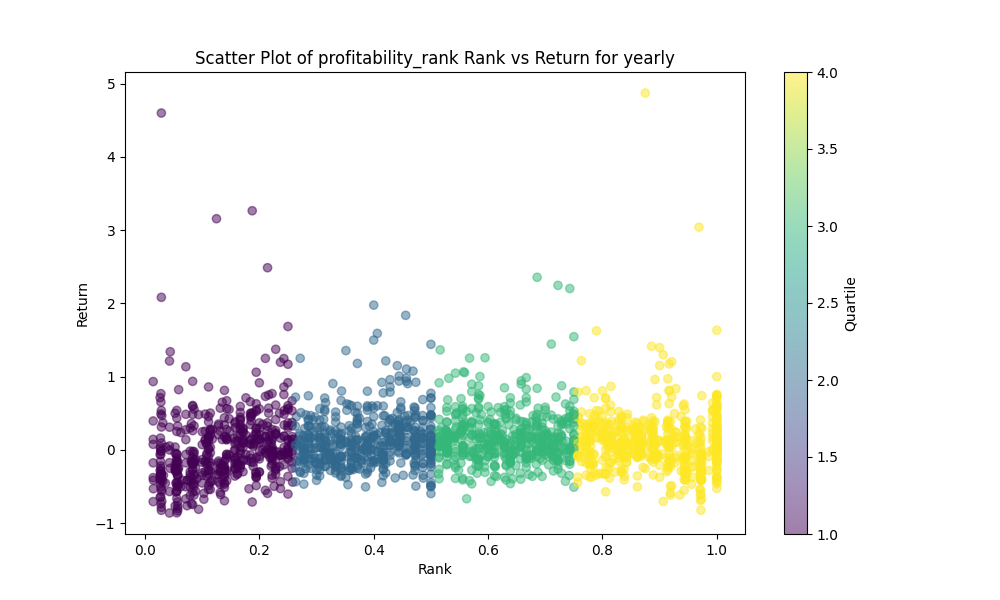 Scatter Plot of profitability_rank Rank vs Return for yearly
5
4
3
2
1
0
−1
Return
0.0 0.2 0.4 0.6 0.8 1.0
Rank
4.0
3.5
3.0
2.5
2.0
1.5
1.0
Quartile